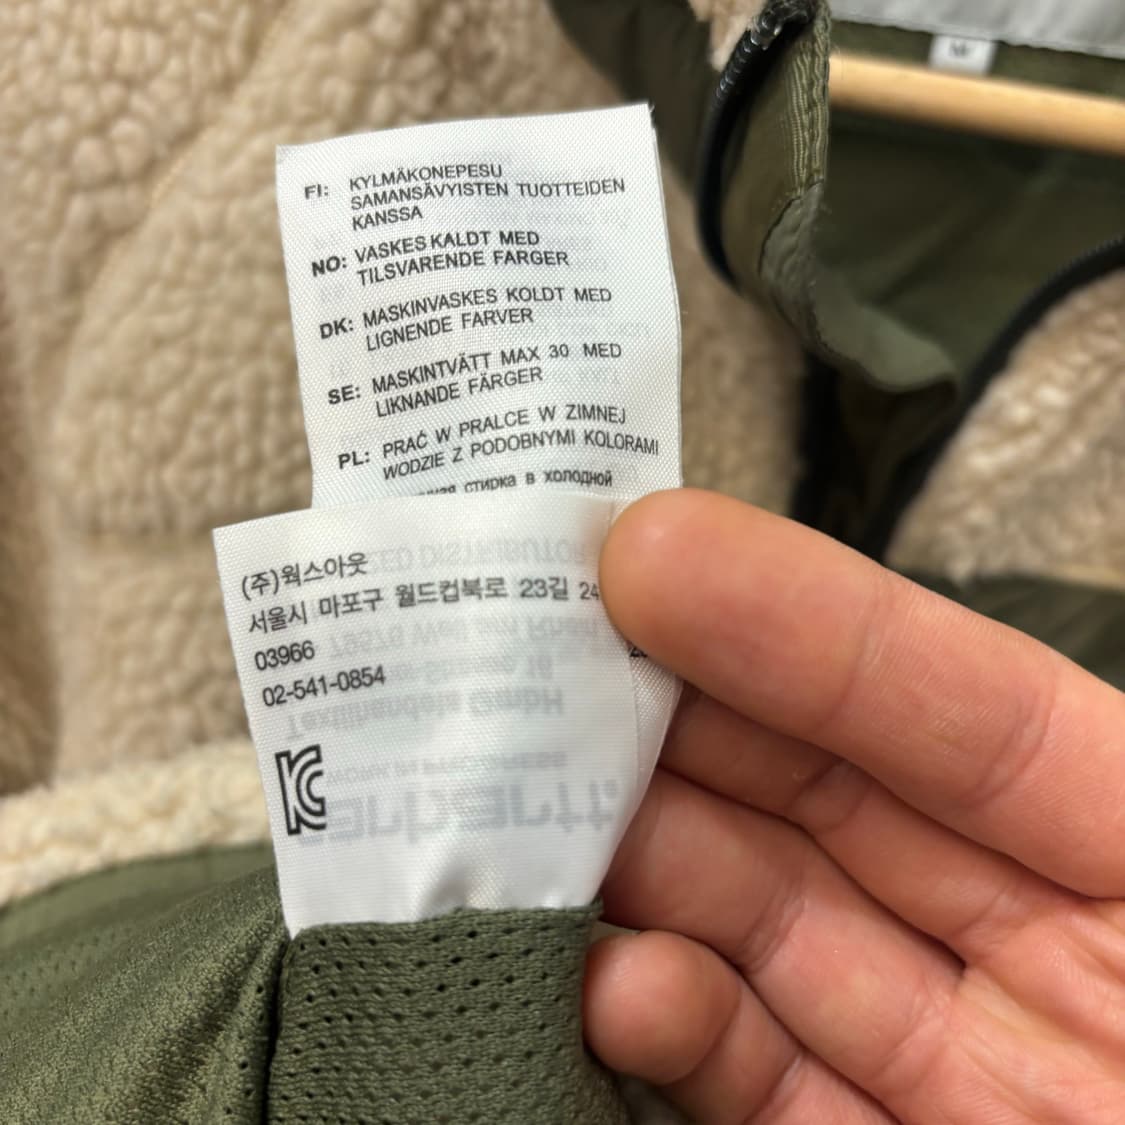 FI: KYLMÄKONEPESU
SAMANSÄVYISTEN TUOTTEIDEN
KANSSA
NO: VASKES KALDT MED
TILSVARENDE FARGER
DK: MASKINVASKES KOLDT MED
LIGNENDE FARVER
SE: MASKINTVÄTT MAX 30 MED
LIKNANDE FÄRGER
PL: PRAĆ W PRALCE W ZIMNEJ
WODZIE Z PODOBNYMI KOLORAMI
стирка в холодной
(주)웍스아웃
서울시 마포구 월드컵북로 23길 24
03966
02-541-0854